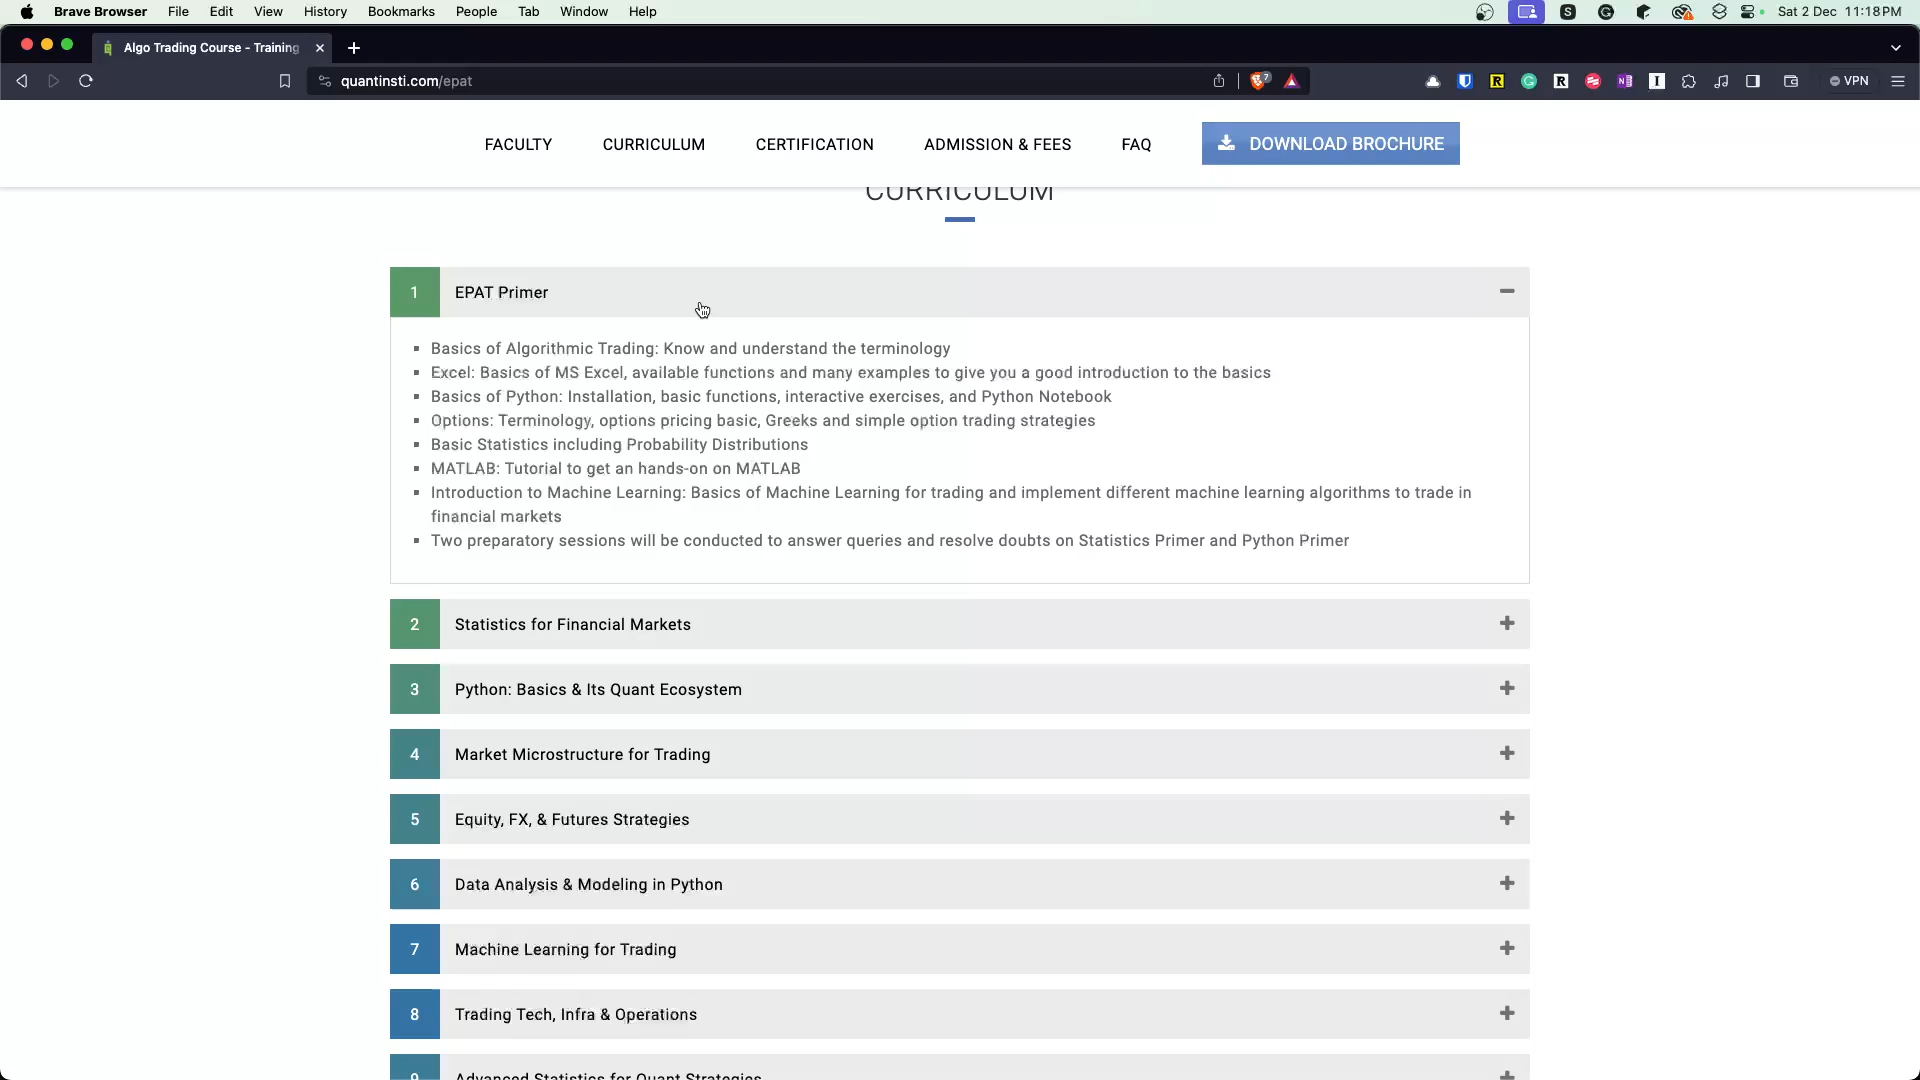 Brave Browser File Edit View History Bookmarks People Tab Window Help Sat 2 Dec 11:18 PM
Algo Trading Course - Training
quantinsti.com/epat 7 VPN
FACULTY CURRICULUM CERTIFICATION ADMISSION & FEES FAQ DOWNLOAD BROCHURE
CURRICULUM
1 EPAT Primer
Basics of Algorithmic Trading: Know and understand the terminology
Excel: Basics of MS Excel, available functions and many examples to give you a good introduction to the basics
Basics of Python: Installation, basic functions, interactive exercises, and Python Notebook
Options: Terminology, options pricing basic, Greeks and simple option trading strategies
Basic Statistics including Probability Distributions
MATLAB: Tutorial to get an hands-on on MATLAB
Introduction to Machine Learning: Basics of Machine Learning for trading and implement different machine learning algorithms to trade in
financial markets
Two preparatory sessions will be conducted to answer queries and resolve doubts on Statistics Primer and Python Primer
2 Statistics for Financial Markets
3 Python: Basics & Its Quant Ecosystem
4 Market Microstructure for Trading
5 Equity, FX, & Futures Strategies
6 Data Analysis & Modeling in Python
7 Machine Learning for Trading
8 Trading Tech, Infra & Operations
9 Advanced Statistics for Quant Strategies